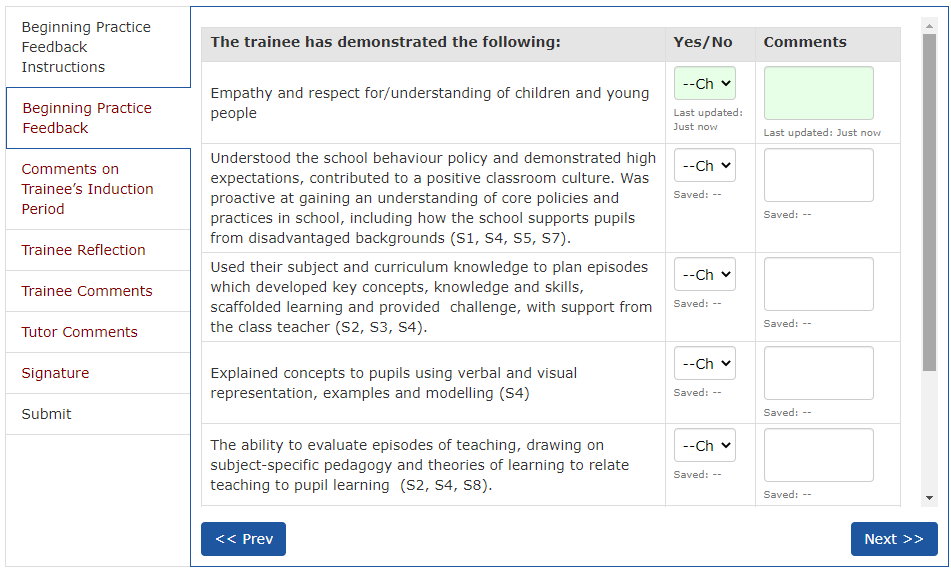 Beginning Practice
Feedback
Instructions
Beginning Practice
Feedback
Comments on
Trainee's Induction
Period
Trainee Reflection
Trainee Comments
Tutor Comments
Signature
Submit
The trainee has demonstrated the following: Yes/No Comments
Empathy and respect for/understanding of children and young
people
--Ch
Last updated:
Just now
Last updated: Just now
Understood the school behaviour policy and demonstrated high
expectations, contributed to a positive classroom culture. Was
proactive at gaining an understanding of core policies and
practices in school, including how the school supports pupils
from disadvantaged backgrounds (S1, S4, S5, S7).
--Ch
Saved: --
Saved: --
Used their subject and curriculum knowledge to plan episodes
which developed key concepts, knowledge and skills,
scaffolded learning and provided  challenge, with support from
the class teacher (S2, S3, S4).
--Ch
Saved: --
Saved: --
Explained concepts to pupils using verbal and visual
representation, examples and modelling (S4)
--Ch
Saved: --
Saved: --
The ability to evaluate episodes of teaching, drawing on
subject-specific pedagogy and theories of learning to relate
teaching to pupil learning  (S2, S4, S8).
--Ch
Saved: --
Saved: --
<< Prev
Next >>